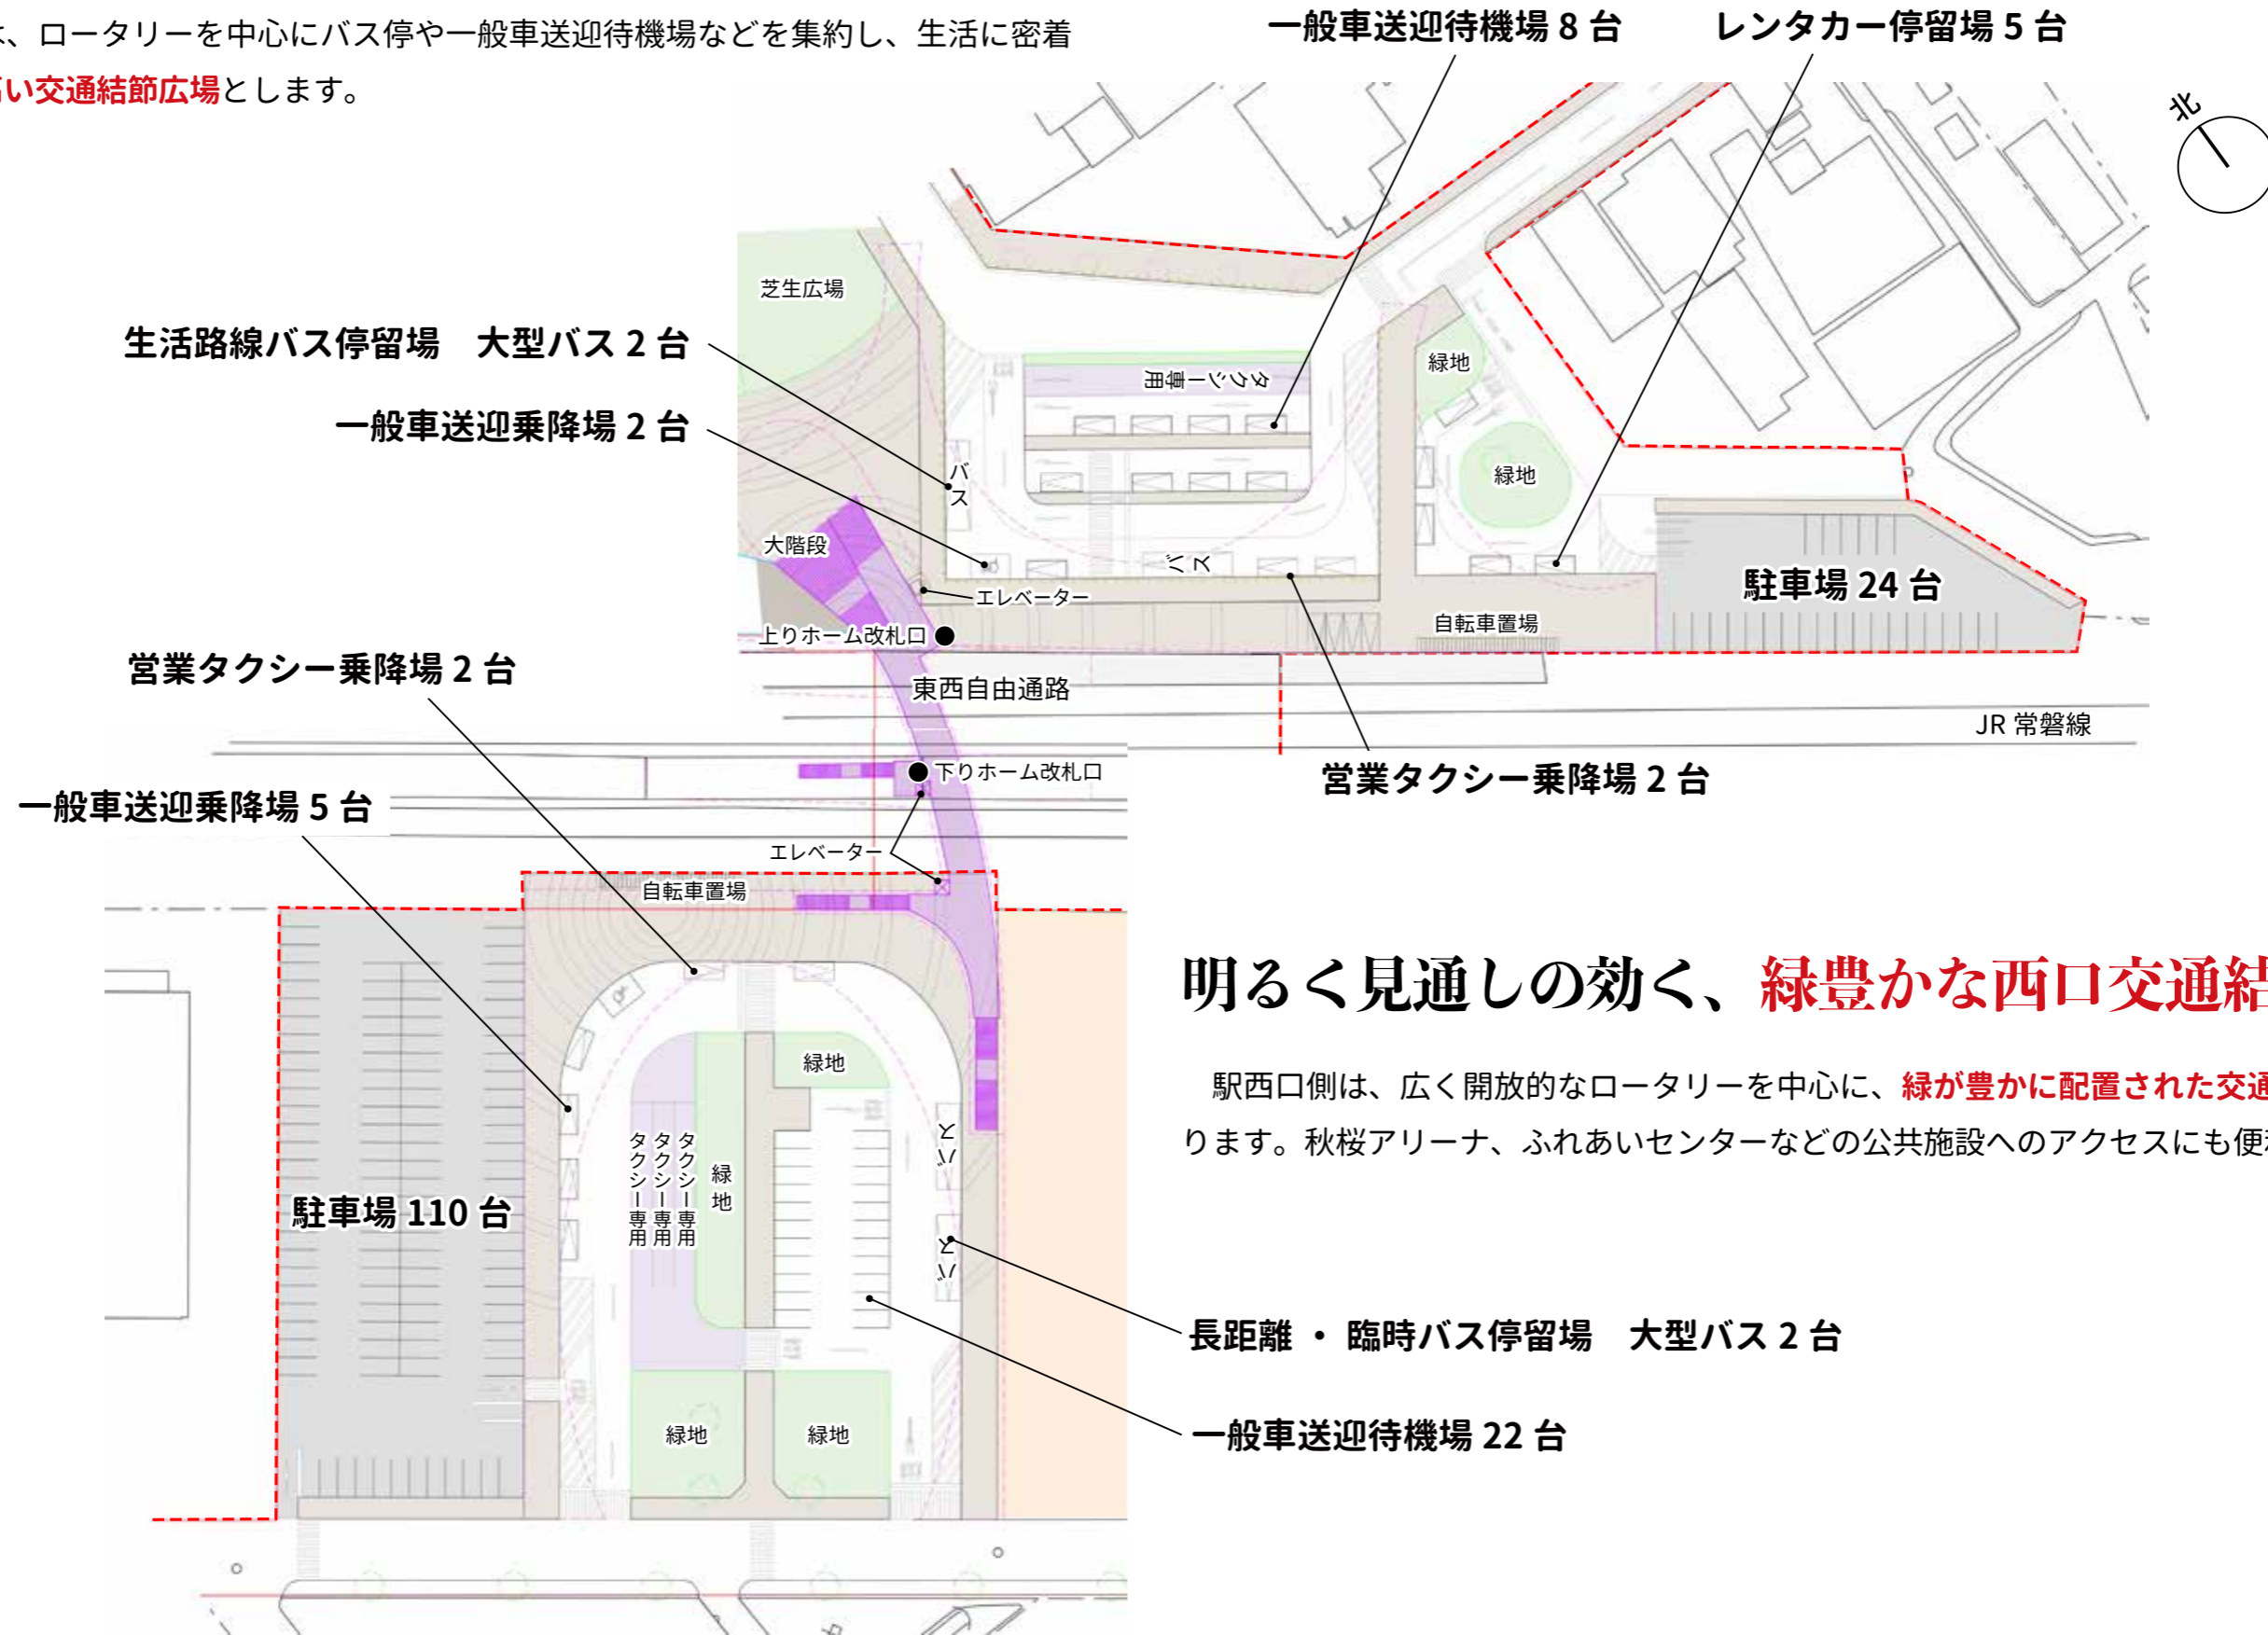 は、ロータリーを中心にバス停や一般車送迎待機場などを集約し、生活に密着
高い交通結節広場とします。
一般車送迎待機場 8 台
レンタカー停留場 5 台
北
芝生広場
生活路線バス停留場　大型バス 2 台
一般車送迎乗降場 2 台
タクシー専用
緑地
緑地
バス
バス
大階段
エレベーター
上りホーム改札口
自転車置場
駐車場 24 台
東西自由通路
JR 常磐線
営業タクシー乗降場 2 台
営業タクシー乗降場 2 台
下りホーム改札口
一般車送迎乗降場 5 台
エレベーター
自転車置場
明るく見通しの効く、緑豊かな西口交通結
駅西口側は、広く開放的なロータリーを中心に、緑が豊かに配置された交通
ります。秋桜アリーナ、ふれあいセンターなどの公共施設へのアクセスにも便
緑地
タクシー専用
タクシー専用
タクシー専用
緑地
バス
バス
駐車場 110 台
長距離 ・ 臨時バス停留場　大型バス 2 台
一般車送迎待機場 22 台
緑地
緑地